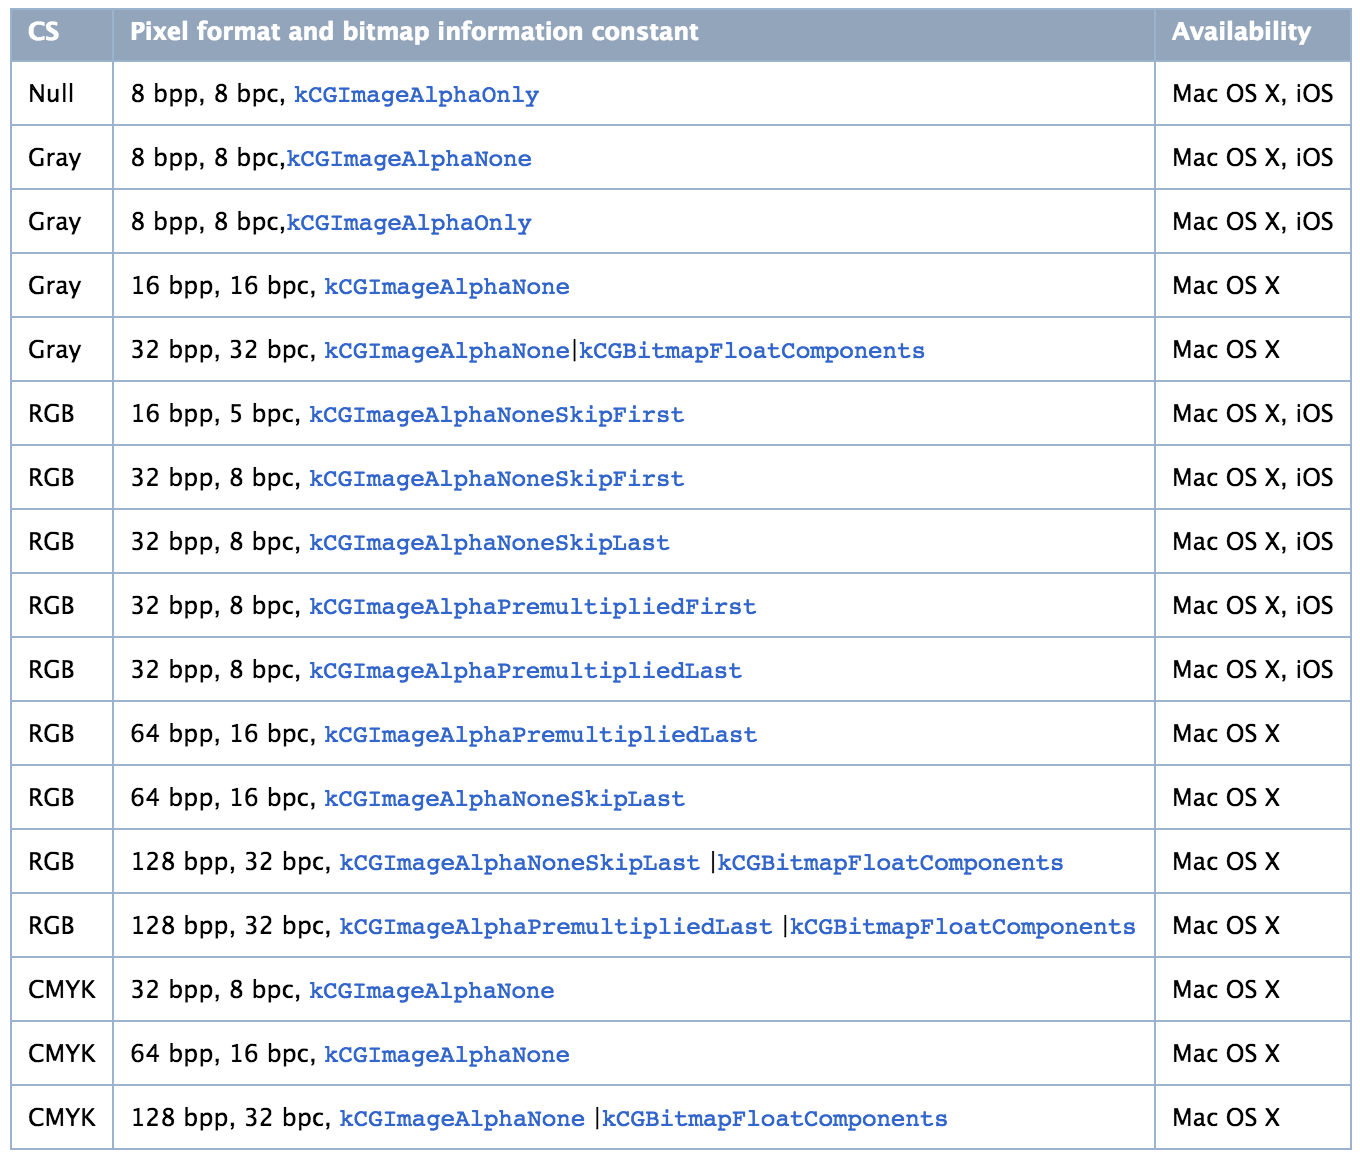 CS Pixel format and bitmap information constant Availability
Null 8 bpp, 8 bpc, kCGImageAlphaOnly Mac OS X, iOS
Gray 8 bpp, 8 bpc,kCGImageAlphaNone Mac OS X, iOS
Gray 8 bpp, 8 bpc,kCGImageAlphaOnly Mac OS X, iOS
Gray 16 bpp, 16 bpc, kCGImageAlphaNone Mac OS X
Gray 32 bpp, 32 bpc, kCGImageAlphaNone|kCGBitmapFloatComponents Mac OS X
RGB 16 bpp, 5 bpc, kCGImageAlphaNoneSkipFirst Mac OS X, iOS
RGB 32 bpp, 8 bpc, kCGImageAlphaNoneSkipFirst Mac OS X, iOS
RGB 32 bpp, 8 bpc, kCGImageAlphaNoneSkipLast Mac OS X, iOS
RGB 32 bpp, 8 bpc, kCGImageAlphaPremultipliedFirst Mac OS X, iOS
RGB 32 bpp, 8 bpc, kCGImageAlphaPremultipliedLast Mac OS X, iOS
RGB 64 bpp, 16 bpc, kCGImageAlphaPremultipliedLast Mac OS X
RGB 64 bpp, 16 bpc, kCGImageAlphaNoneSkipLast Mac OS X
RGB 128 bpp, 32 bpc, kCGImageAlphaNoneSkipLast |kCGBitmapFloatComponents Mac OS X
RGB 128 bpp, 32 bpc, kCGImageAlphaPremultipliedLast |kCGBitmapFloatComponents Mac OS X
CMYK 32 bpp, 8 bpc, kCGImageAlphaNone Mac OS X
CMYK 64 bpp, 16 bpc, kCGImageAlphaNone Mac OS X
CMYK 128 bpp, 32 bpc, kCGImageAlphaNone |kCGBitmapFloatComponents Mac OS X